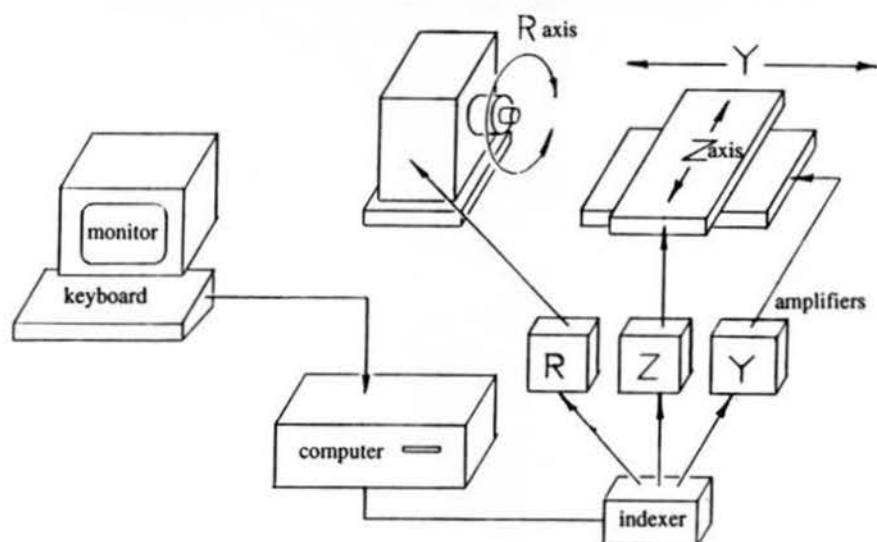 R axis
Y
Z axis
monitor
keyboard
amplifiers
R
Z
Y
computer
indexer